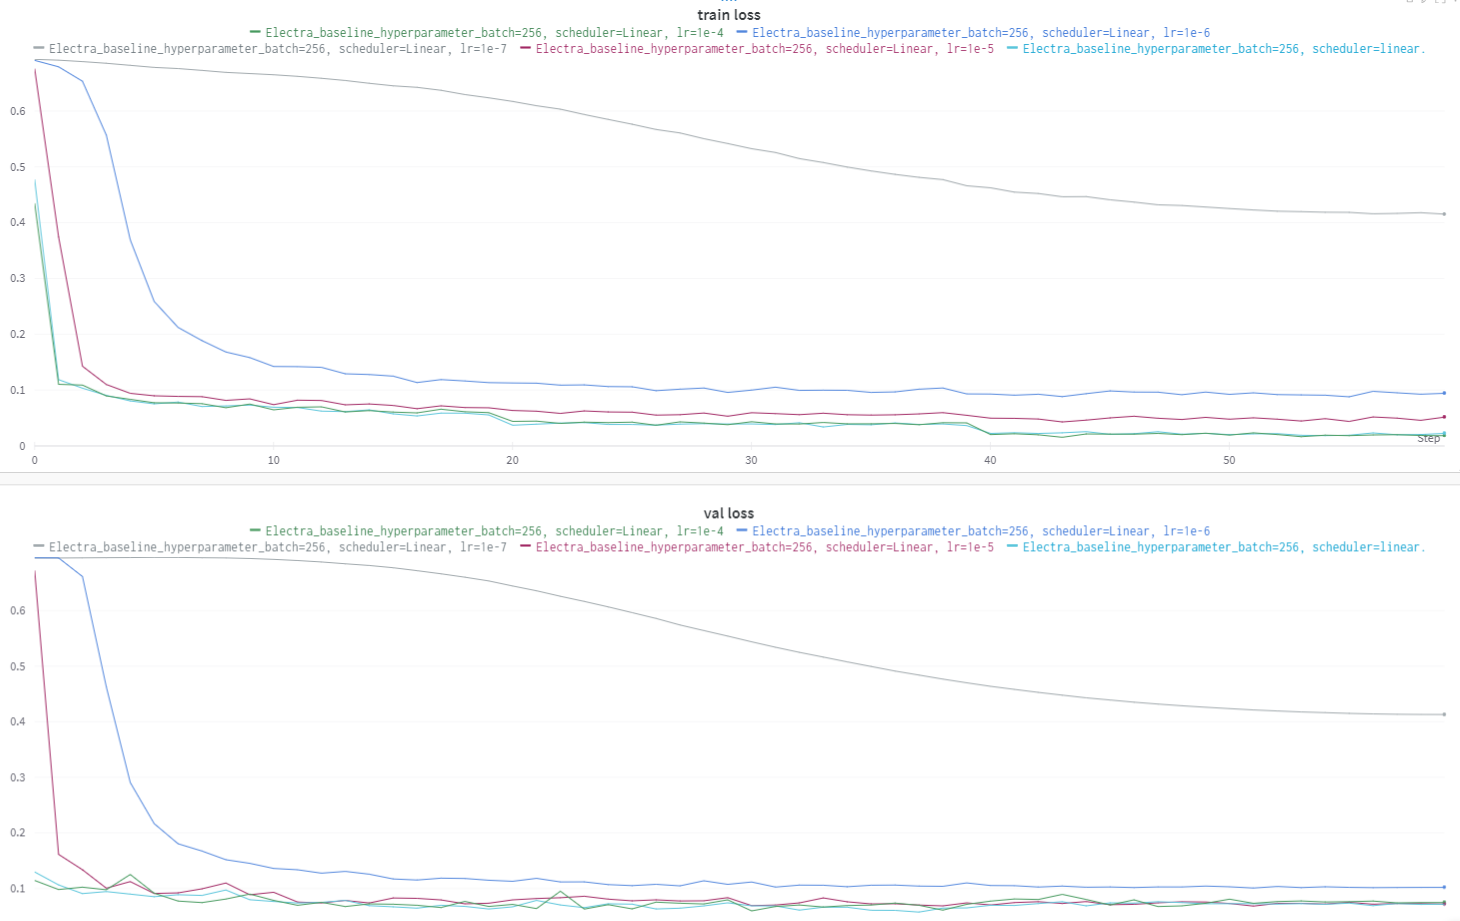 train loss
Electra_baseline_hyperparameter_batch=256, scheduler=Linear, lr=1e-4 Electra_baseline_hyperparameter_batch=256, scheduler=Linear, lr=1e-6
Electra_baseline_hyperparameter_batch=256, scheduler=Linear, lr=1e-7 Electra_baseline_hyperparameter_batch=256, scheduler=Linear, lr=1e-5 Electra_baseline_hyperparameter_batch=256, scheduler=linear.
0.6
0.5
0.4
0.3
0.2
0.1
0
Step
0 10 20 30 40 50
val loss
Electra_baseline_hyperparameter_batch=256, scheduler=Linear, lr=1e-4 Electra_baseline_hyperparameter_batch=256, scheduler=Linear, lr=1e-6
Electra_baseline_hyperparameter_batch=256, scheduler=Linear, lr=1e-7 Electra_baseline_hyperparameter_batch=256, scheduler=Linear, lr=1e-5 Electra_baseline_hyperparameter_batch=256, scheduler=linear.
0.6
0.5
0.4
0.3
0.2
0.1